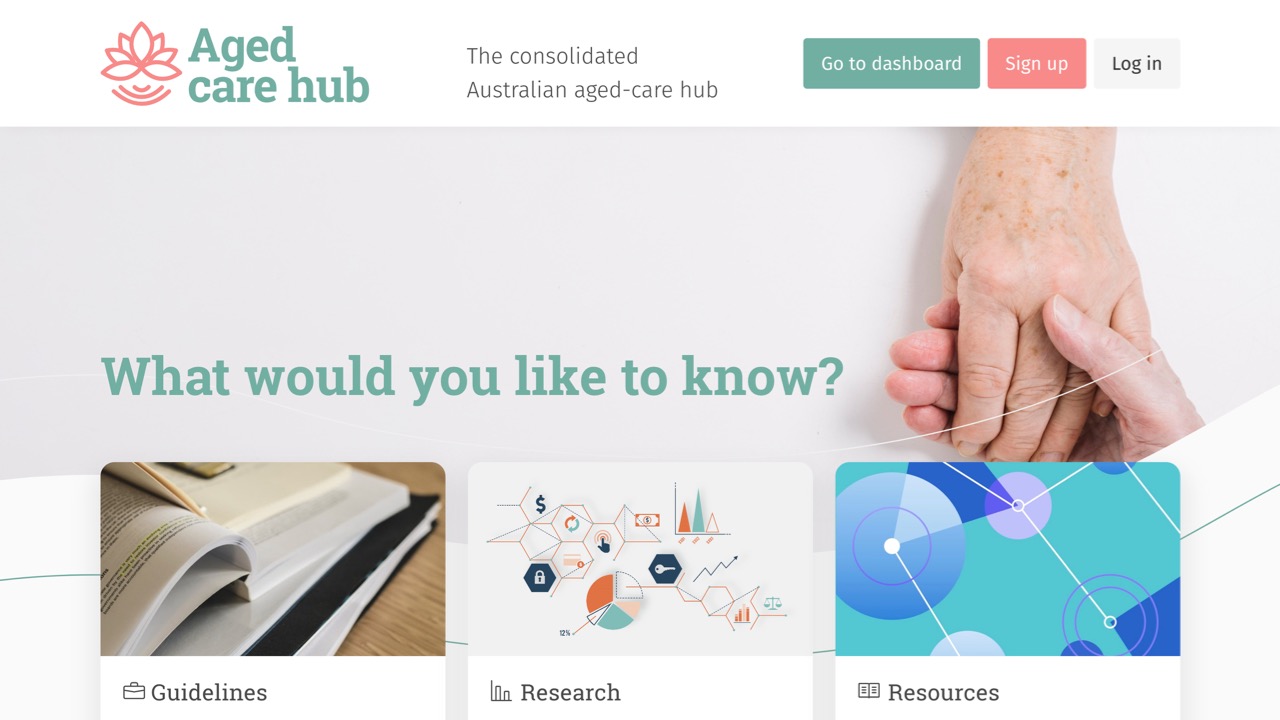 Aged
care hub
The consolidated
Australian aged-care hub
Go to dashboard
Sign up
Log in
What would you like to know?
$
$
12%
Guidelines
Research
Resources